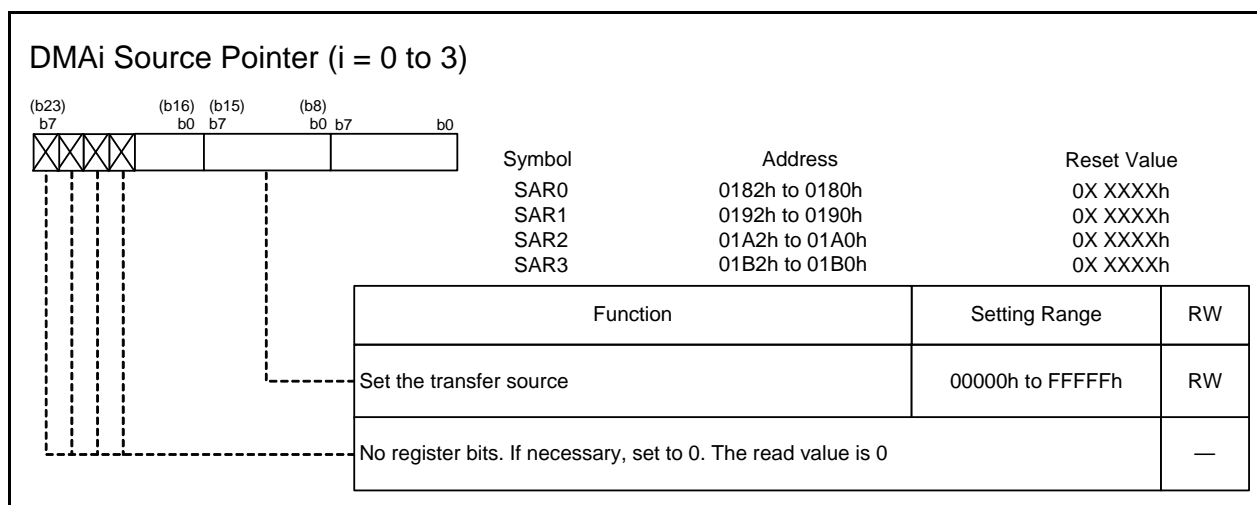 DMAi Source Pointer (i = 0 to 3)
(b23) (b16) (b15) (b8)
b7 b0 b7 b0 b7 b0
Symbol Address Reset Value
SAR0 0182h to 0180h 0X XXXXh
SAR1 0192h to 0190h 0X XXXXh
SAR2 01A2h to 01A0h 0X XXXXh
SAR3 01B2h to 01B0h 0X XXXXh
Function Setting Range RW
Set the transfer source 00000h to FFFFFh RW
No register bits. If necessary, set to 0. The read value is 0 —